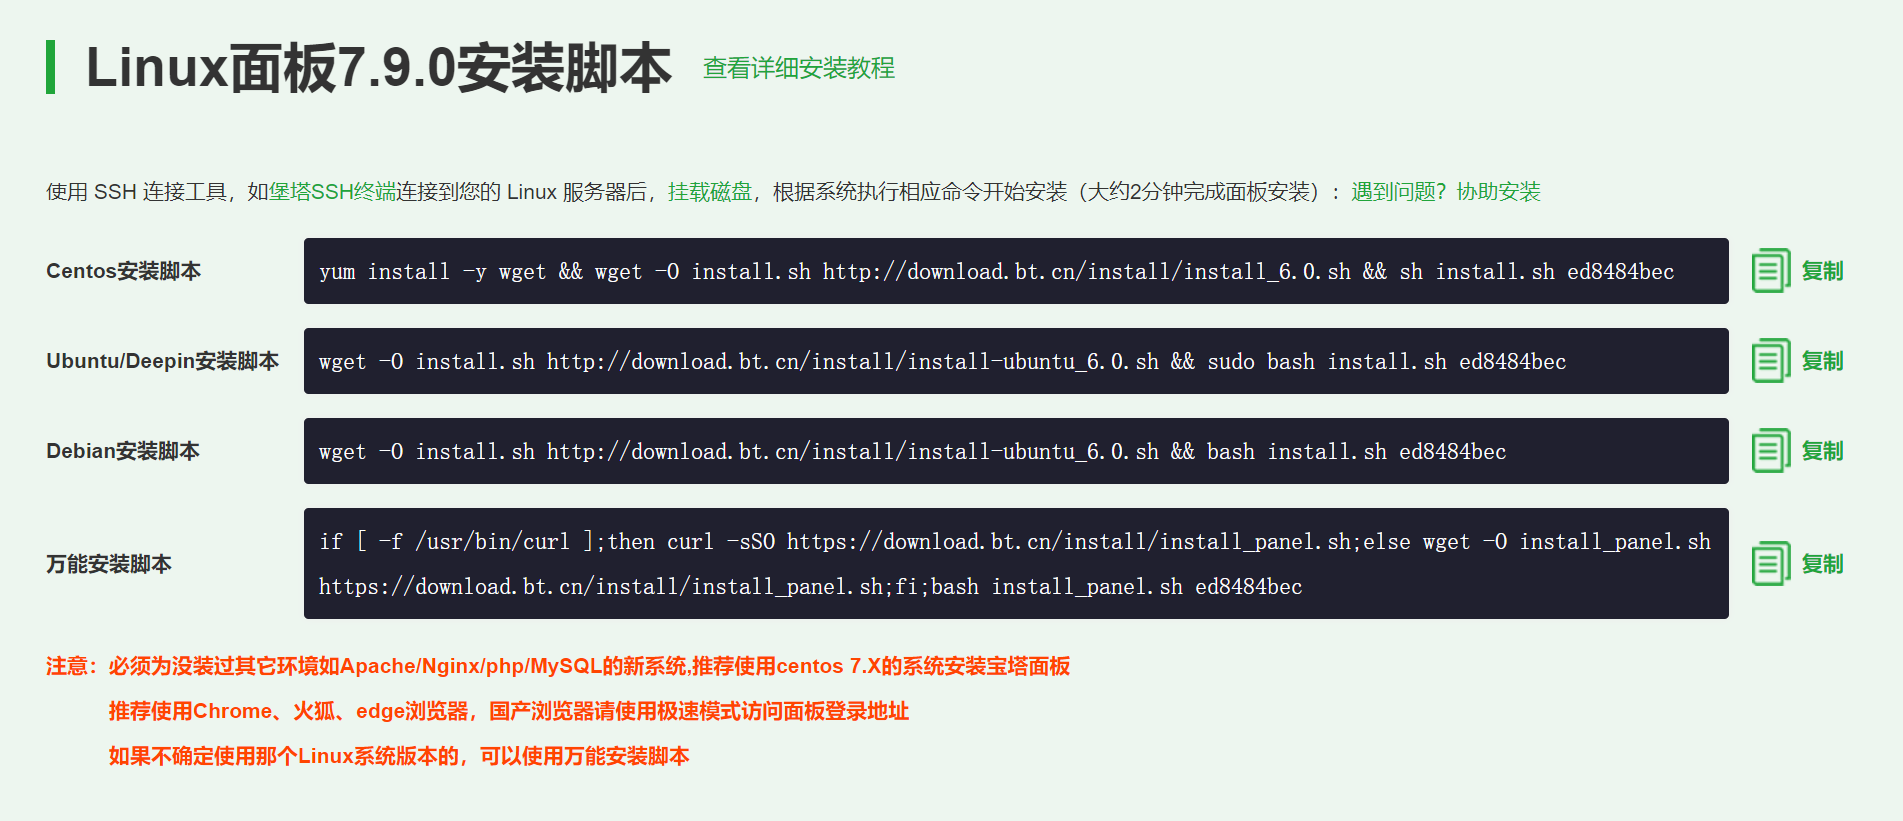 Linux面板7.9.0安装脚本 查看详细安装教程
使用 SSH 连接工具，如堡塔SSH终端连接到您的 Linux 服务器后，挂载磁盘，根据系统执行相应命令开始安装（大约2分钟完成面板安装）：遇到问题？协助安装
Centos安装脚本 yum install -y wget && wget -O install.sh http://download.bt.cn/install/install_6.0.sh && sh install.sh ed8484bec 复制
Ubuntu/Deepin安装脚本 wget -O install.sh http://download.bt.cn/install/install-ubuntu_6.0.sh && sudo bash install.sh ed8484bec 复制
Debian安装脚本 wget -O install.sh http://download.bt.cn/install/install-ubuntu_6.0.sh && bash install.sh ed8484bec 复制
万能安装脚本 if [ -f /usr/bin/curl ];then curl -sSO https://download.bt.cn/install/install_panel.sh;else wget -O install_panel.sh
https://download.bt.cn/install/install_panel.sh;fi;bash install_panel.sh ed8484bec 复制
注意：必须为没装过其它环境如Apache/Nginx/php/MySQL的新系统,推荐使用centos 7.X的系统安装宝塔面板
推荐使用Chrome、火狐、edge浏览器，国产浏览器请使用极速模式访问面板登录地址
如果不确定使用那个Linux系统版本的，可以使用万能安装脚本